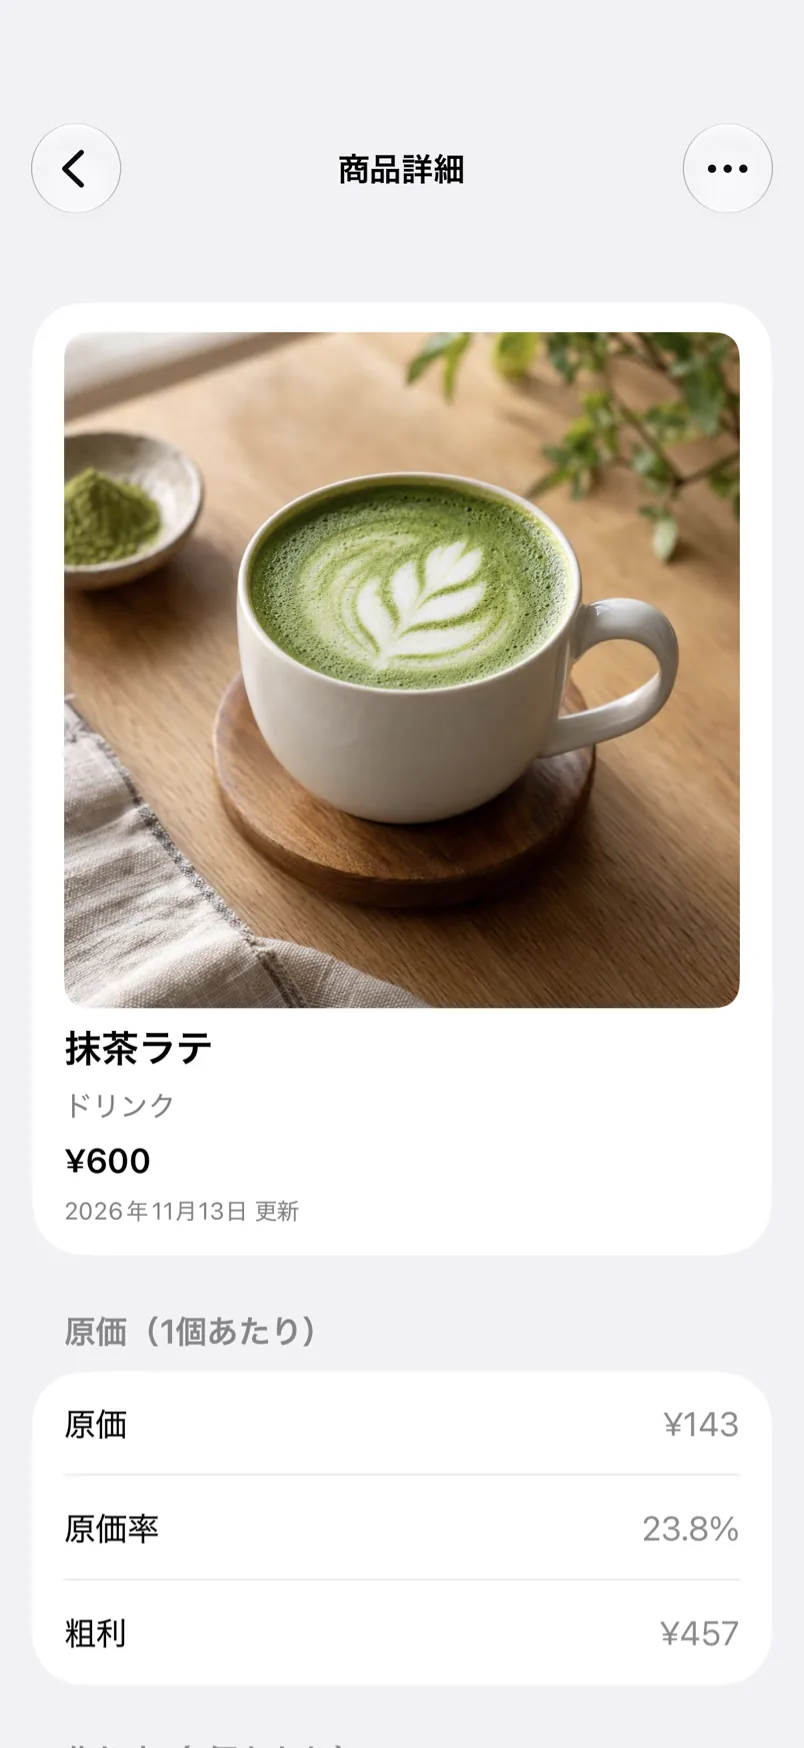 商品詳細
抹茶ラテ
ドリンク
¥600
2026年11月13日 更新
原価（1個あたり）
原価 ¥143
原価率 23.8%
粗利 ¥457